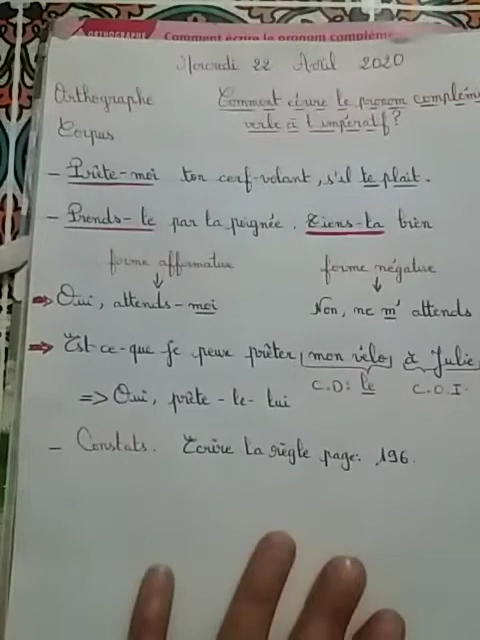 ORTHOGRAPHE Comment écrire le pronom complément
Mercredi 22 Avril 2020
Orthographe Comment écrire le pronom complém
verbe à l'impératif ?
Corpus
- Prête-moi ton cerf-volant, s'il te plait.
- Prends-le par la poignée. Tiens-la bien
forme affirmative forme négative
⇒ Oui, attends-moi Non, ne m'attends
⇒ Est-ce-que je peux prêter mon vélo à Julie
C.D: le C.O.I.
=> Oui, prête-le-lui
- Constats. Ecrire la règle page: 196.